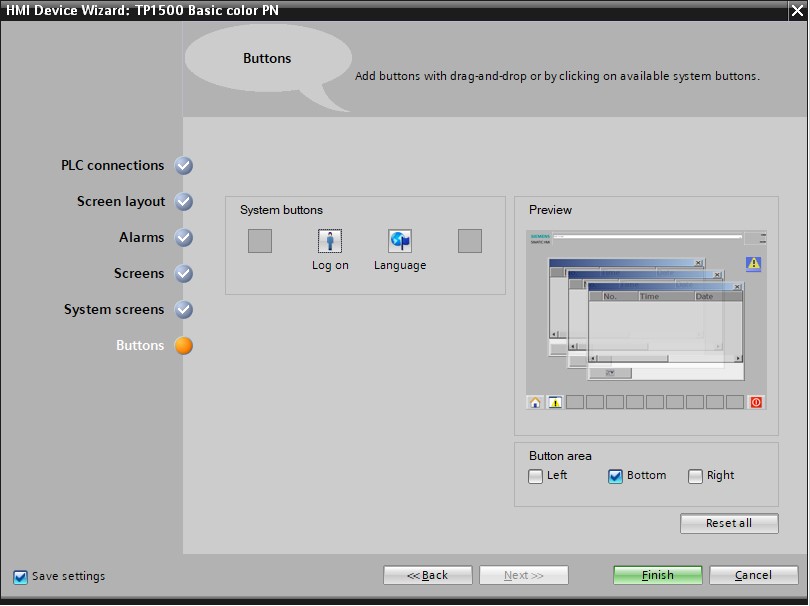 HMI Device Wizard: TP1500 Basic color PN
Buttons
Add buttons with drag-and-drop or by clicking on available system buttons.
PLC connections
Screen layout
Alarms
Screens
System screens
Buttons
System buttons
Log on
Language
Preview
SIEMENS
SIMATIC HMI
No.
Time
Date
Button area
Left
Bottom
Right
Reset all
Save settings
<< Back
Next >>
Finish
Cancel